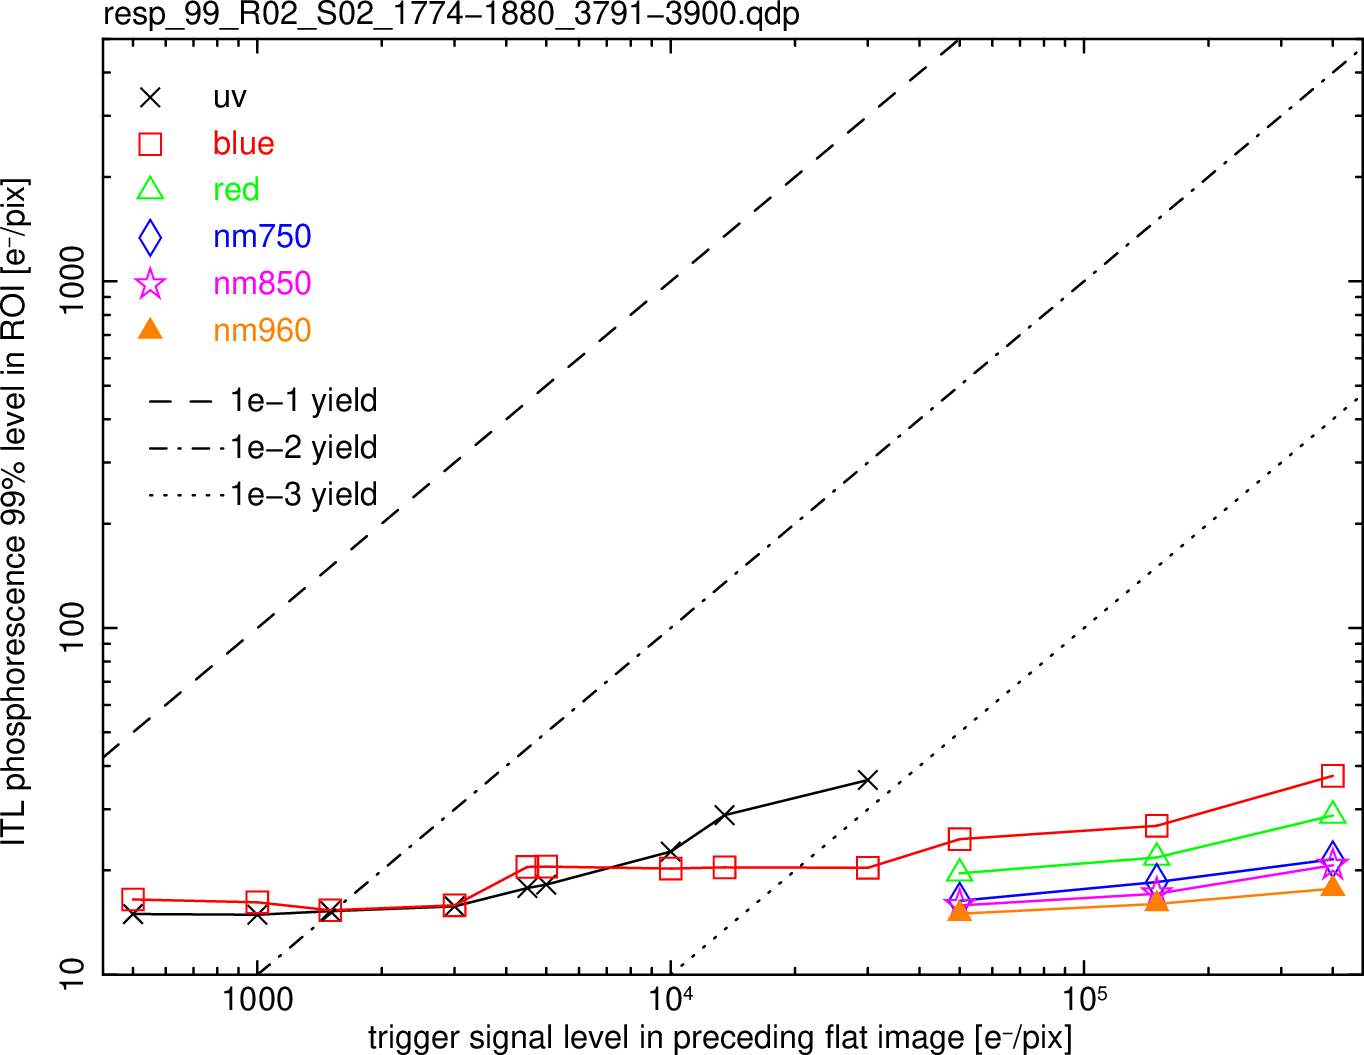 resp_99_R02_S02_1774−1880_3791−3900.qdp
uv
blue
red
nm750
nm850
nm960
1e−1 yield
1e−2 yield
1e−3 yield
ITL phosphorescence 99% level in ROI [e⁻/pix]
1000
100
10
1000
10⁴
10⁵
trigger signal level in preceding flat image [e⁻/pix]